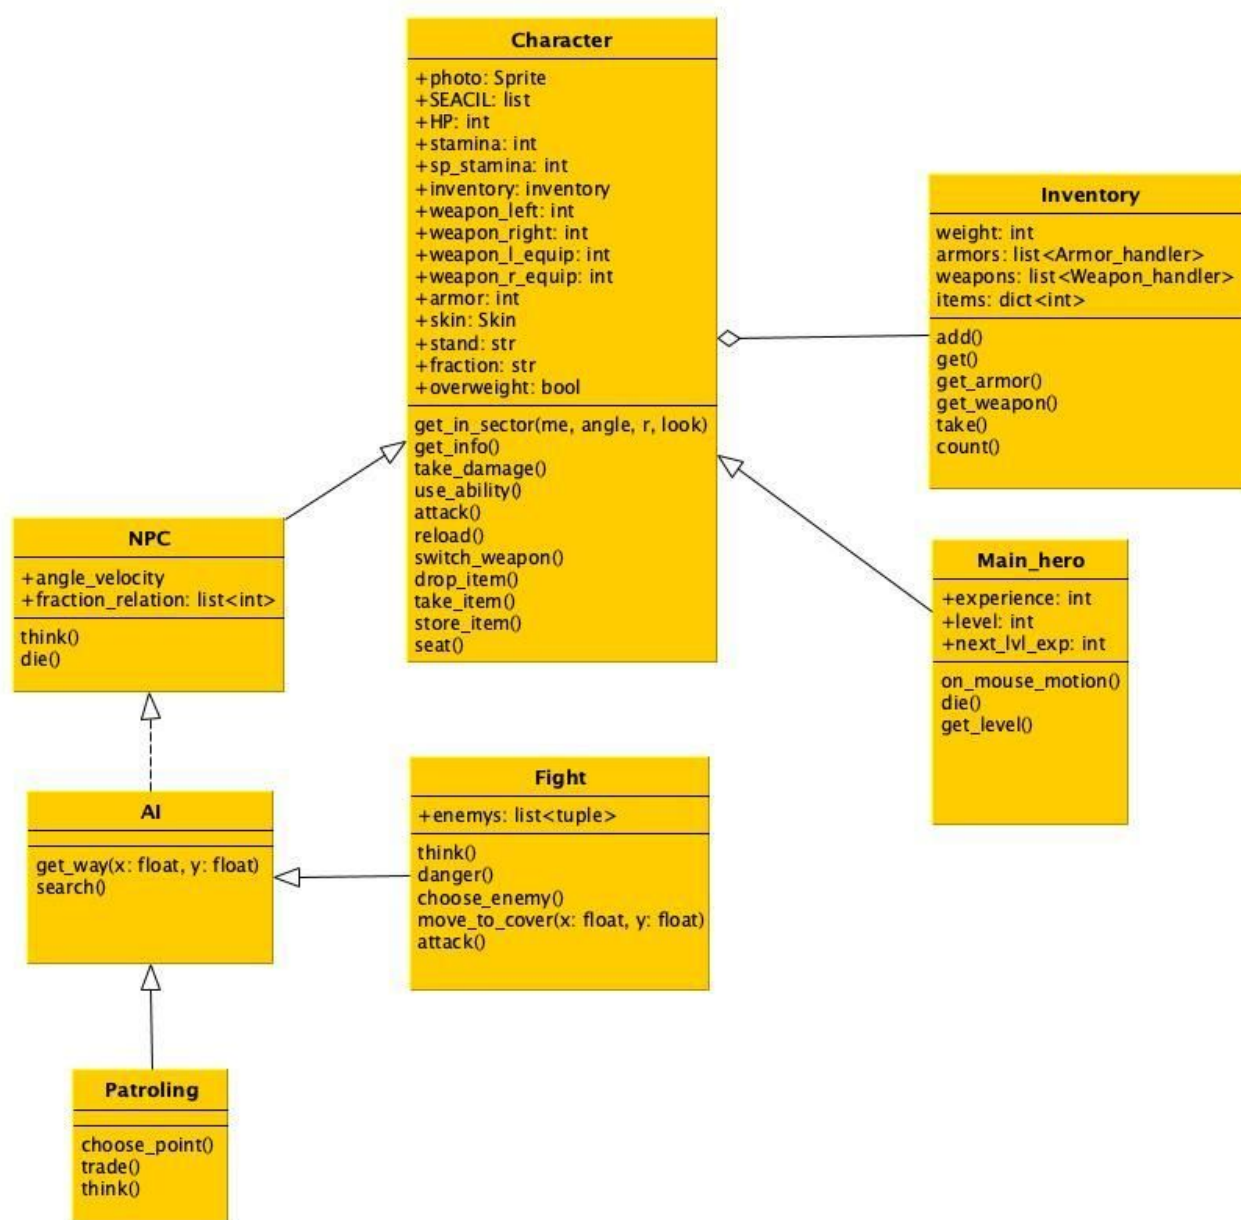 Character
+photo: Sprite
+SEACIL: list
+HP: int
+stamina: int
+sp_stamina: int
+inventory: inventory
+weapon_left: int
+weapon_right: int
+weapon_l_equip: int
+weapon_r_equip: int
+armor: int
+skin: Skin
+stand: str
+fraction: str
+overweight: bool
get_in_sector(me, angle, r, look)
get_info()
take_damage()
use_ability()
attack()
reload()
switch_weapon()
drop_item()
take_item()
store_item()
seat()
Inventory
weight: int
armors: list<Armor_handler>
weapons: list<Weapon_handler>
items: dict<int>
add()
get()
get_armor()
get_weapon()
take()
count()
NPC
+angle_velocity
+fraction_relation: list<int>
think()
die()
Main_hero
+experience: int
+level: int
+next_lvl_exp: int
on_mouse_motion()
die()
get_level()
AI
get_way(x: float, y: float)
search()
Fight
+enemys: list<tuple>
think()
danger()
choose_enemy()
move_to_cover(x: float, y: float)
attack()
Patroling
choose_point()
trade()
think()